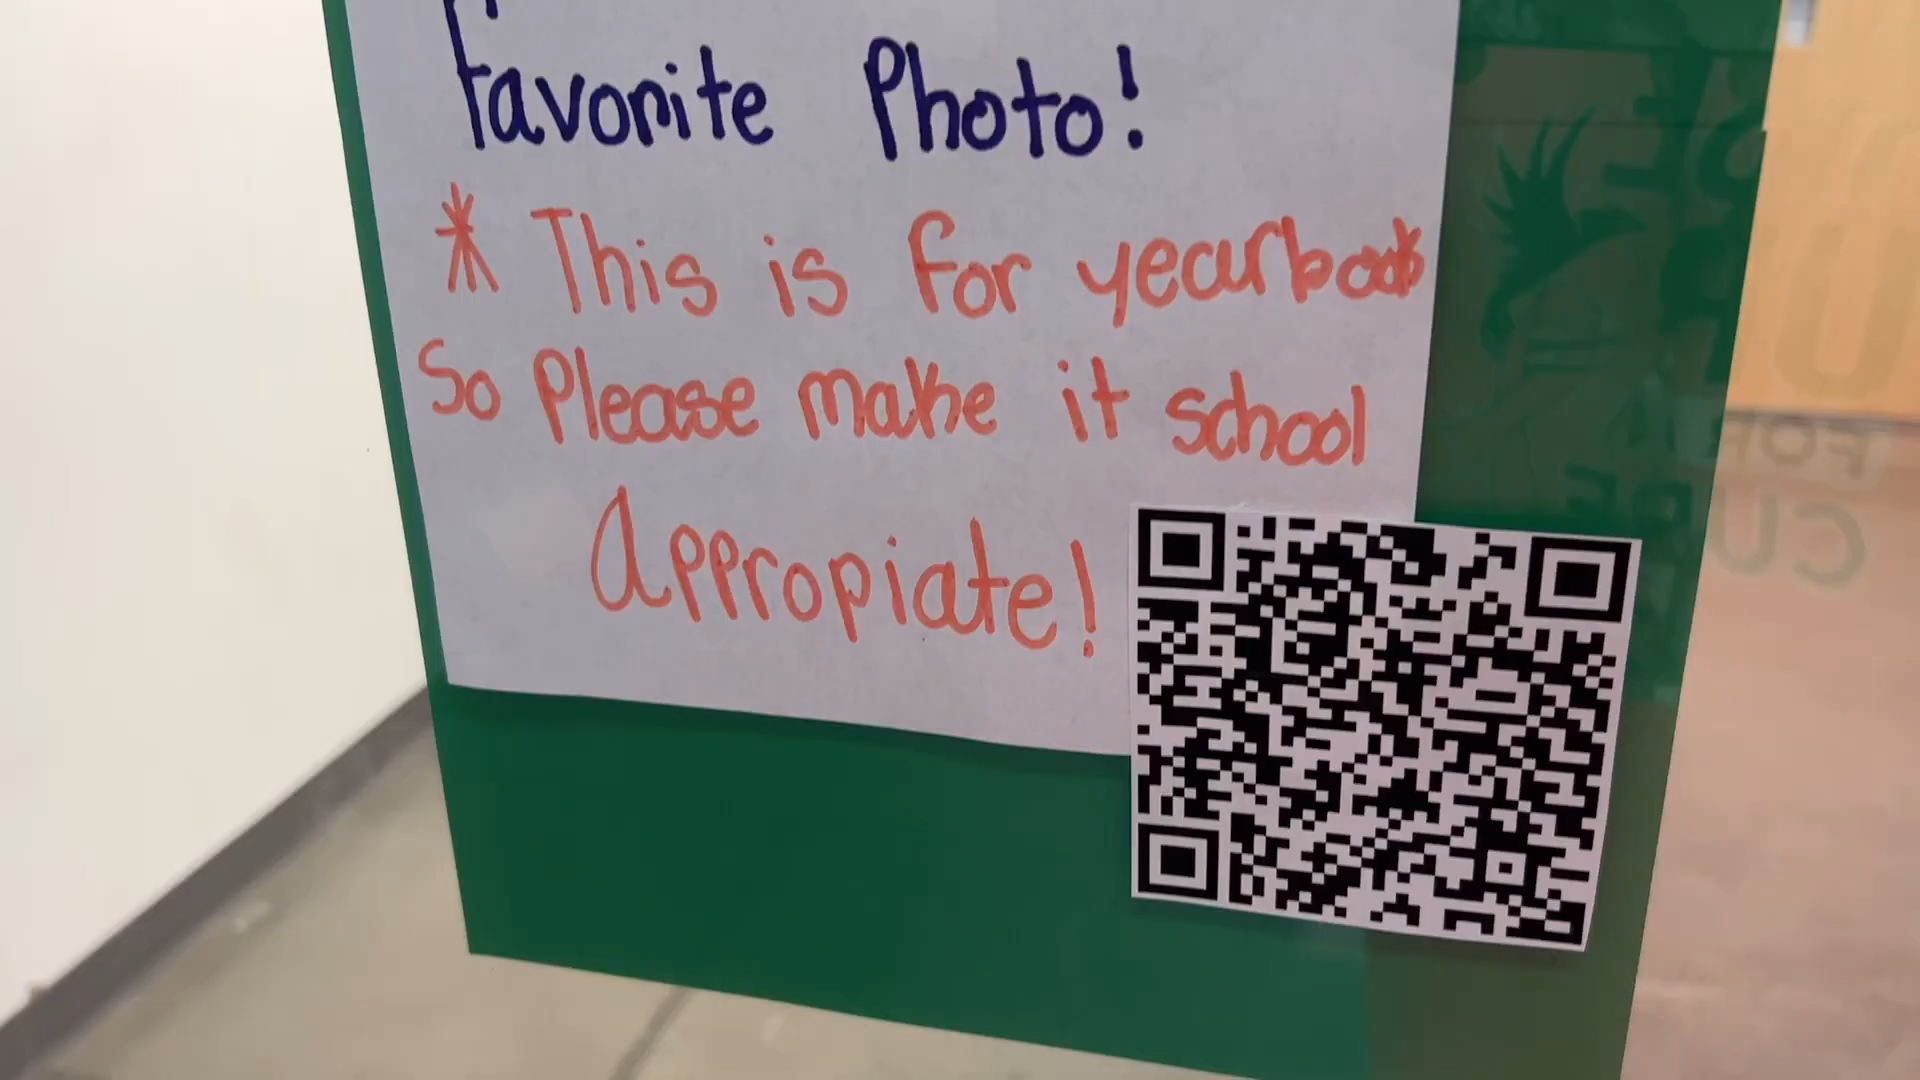 Favorite Photo!
* This is for yearbook
So Please make it school
Appropiate!